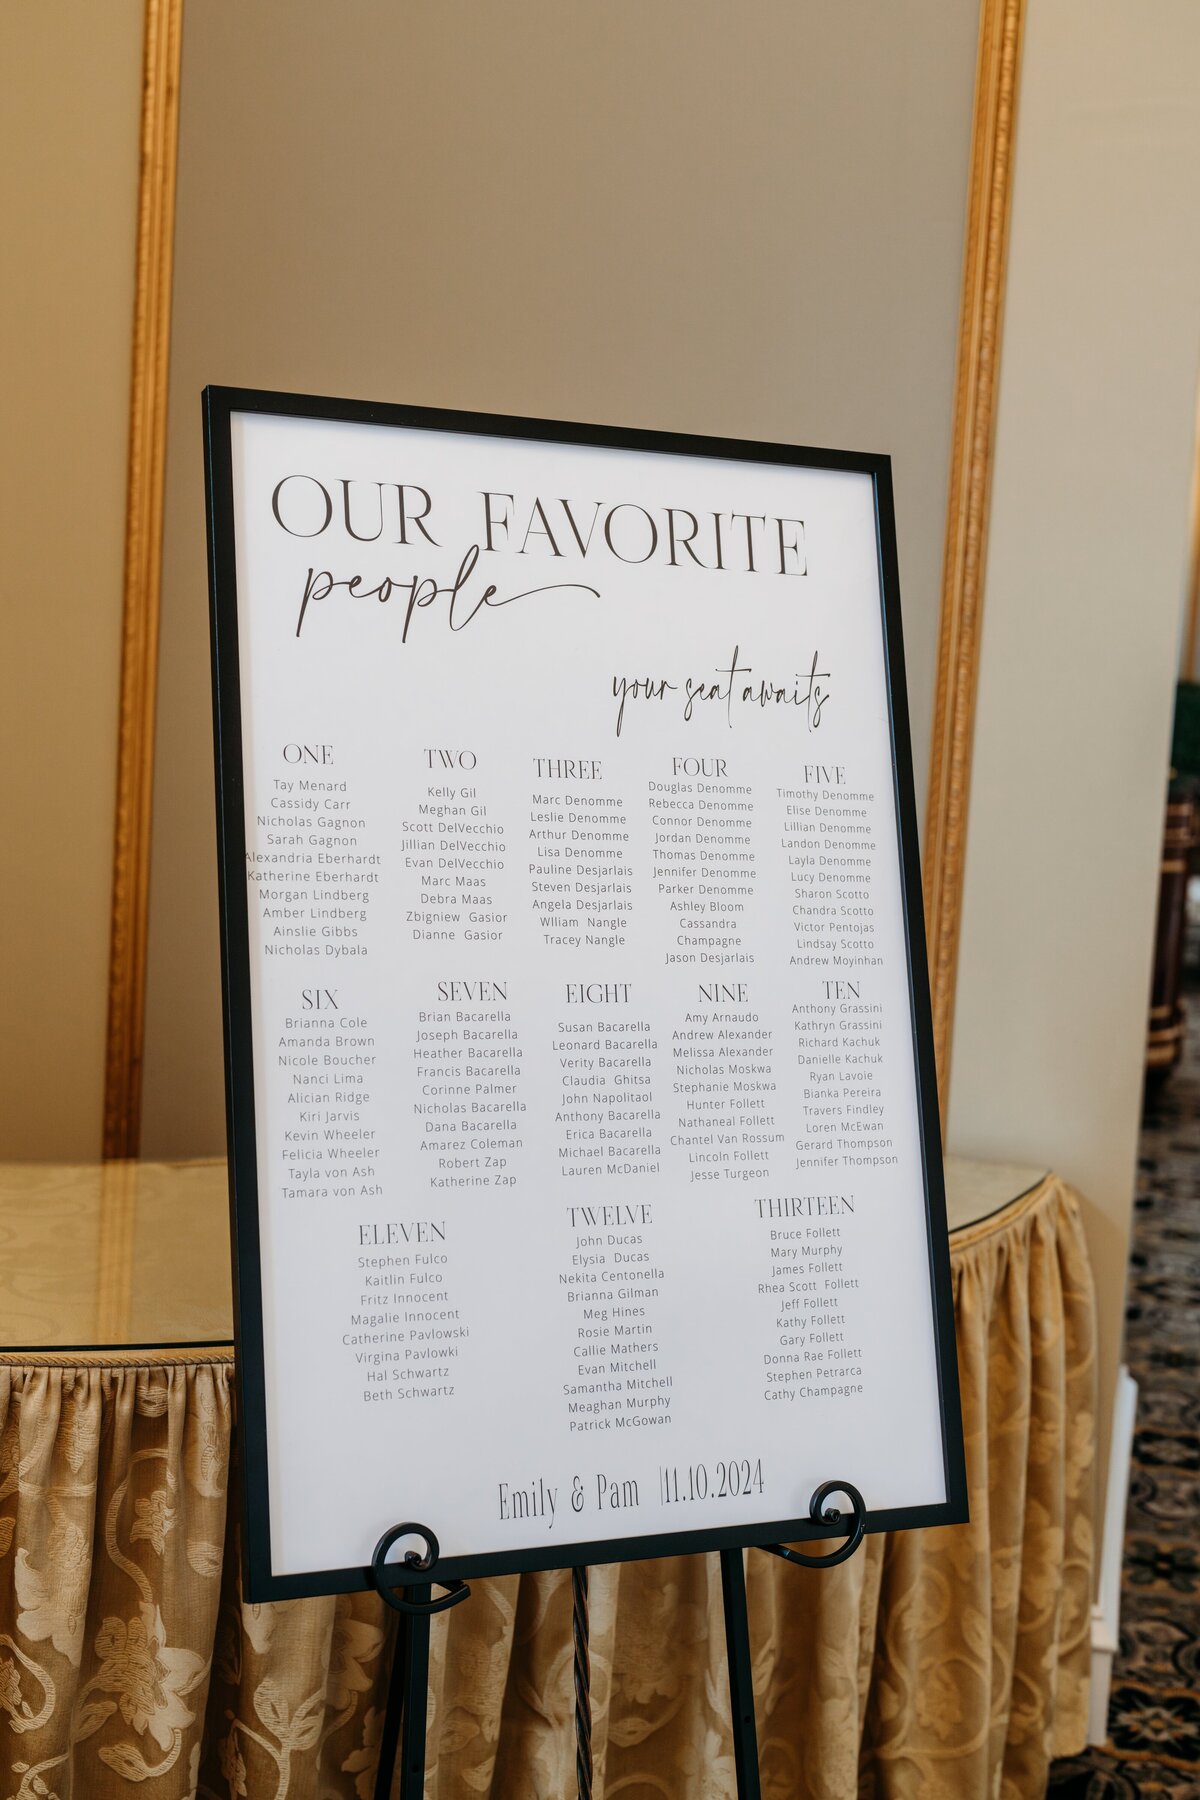 OUR FAVORITE
people
your seat awaits
ONE
Tay Menard
Cassidy Carr
Nicholas Gagnon
Sarah Gagnon
Alexandria Eberhardt
Katherine Eberhardt
Morgan Lindberg
Amber Lindberg
Ainslie Gibbs
Nicholas Dybala
TWO
Kelly Gil
Meghan Gil
Scott DelVecchio
Jillian DelVecchio
Evan DelVecchio
Marc Maas
Debra Maas
Zbigniew Gasior
Dianne Gasior
THREE
Marc Denomme
Leslie Denomme
Arthur Denomme
Lisa Denomme
Pauline Desjarlais
Steven Desjarlais
Angela Desjarlais
Wlliam Nangle
Tracey Nangle
FOUR
Douglas Denomme
Rebecca Denomme
Connor Denomme
Jordan Denomme
Thomas Denomme
Jennifer Denomme
Parker Denomme
Ashley Bloom
Cassandra
Champagne
Jason Desjarlais
FIVE
Timothy Denomme
Elise Denomme
Lillian Denomme
Landon Denomme
Layla Denomme
Lucy Denomme
Sharon Scotto
Chandra Scotto
Victor Pentojas
Lindsay Scotto
Andrew Moyinhan
SIX
Brianna Cole
Amanda Brown
Nicole Boucher
Nanci Lima
Alician Ridge
Kiri Jarvis
Kevin Wheeler
Felicia Wheeler
Tayla von Ash
Tamara von Ash
SEVEN
Brian Bacarella
Joseph Bacarella
Heather Bacarella
Francis Bacarella
Corinne Palmer
Nicholas Bacarella
Dana Bacarella
Amarez Coleman
Robert Zap
Katherine Zap
EIGHT
Susan Bacarella
Leonard Bacarella
Verity Bacarella
Claudia Ghitsa
John Napolitaol
Anthony Bacarella
Erica Bacarella
Michael Bacarella
Lauren McDaniel
NINE
Amy Arnaudo
Andrew Alexander
Melissa Alexander
Nicholas Moskwa
Stephanie Moskwa
Hunter Follett
Nathaneal Follett
Chantel Van Rossum
Lincoln Follett
Jesse Turgeon
TEN
Anthony Grassini
Kathryn Grassini
Richard Kachuk
Danielle Kachuk
Ryan Lavoie
Bianka Pereira
Travers Findley
Loren McEwan
Gerard Thompson
Jennifer Thompson
ELEVEN
Stephen Fulco
Kaitlin Fulco
Fritz Innocent
Magalie Innocent
Catherine Pavlowski
Virgina Pavlowki
Hal Schwartz
Beth Schwartz
TWELVE
John Ducas
Elysia Ducas
Nekita Centonella
Brianna Gilman
Meg Hines
Rosie Martin
Callie Mathers
Evan Mitchell
Samantha Mitchell
Meaghan Murphy
Patrick McGowan
THIRTEEN
Bruce Follett
Mary Murphy
James Follett
Rhea Scott Follett
Jeff Follett
Kathy Follett
Gary Follett
Donna Rae Follett
Stephen Petrarca
Cathy Champagne
Emily & Pam |11.10.2024